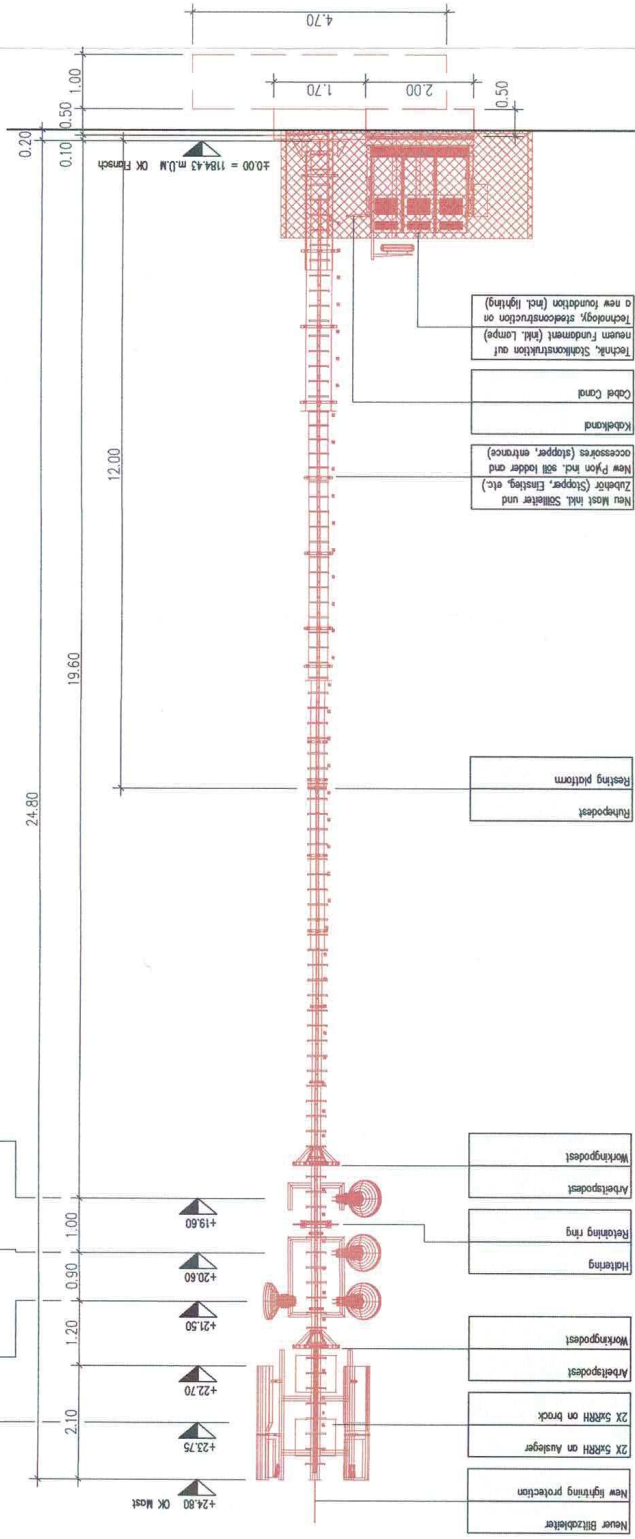 Neuer Blitzableiter
New lightning protection
2X 5xRRH on Ausleger
2X 5xRRH on brack
Arbeitspodest
Workingpodest
Haltering
Retaining ring
Arbeitspodest
Workingpodest
Ruhepodest
Resting platform
Neu Mast inkl. Söllleiter und
Zubehör (Stopper, Einstieg, etc.)
New Pylon incl. söll ladder and
accessoires (stopper, entrance)
Kabelkanal
Cabel Canal
Technik, Stahlkonstruktion auf
neuem Fundament (inkl. Lampe)
Technology, steelconstruction on
a new foundation (incl. lighting)
+24.80 OK Mast
+23.75
+22.70
+21.50
+20.60
+19.60
±0.00 = 1184.43 m.ü.M OK Flansch
2.10
1.20
0.90
1.00
24.80
19.60
12.00
0.10
0.20
0.50
1.00
0.50
2.00
1.70
4.70